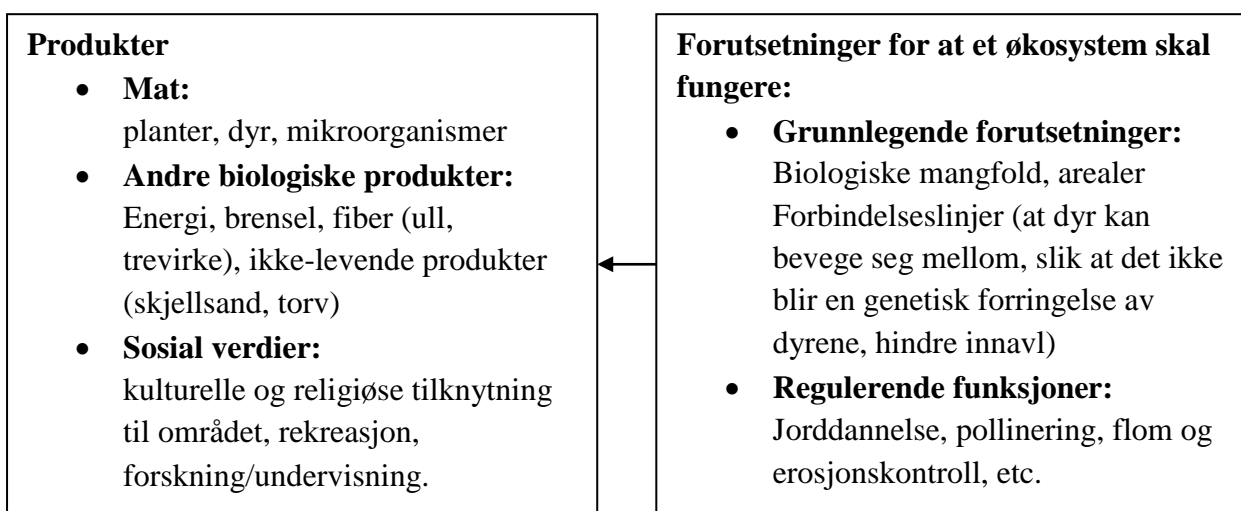 Produkter
• Mat:
planter, dyr, mikroorganismer
• Andre biologiske produkter:
Energi, brensel, fiber (ull,
trevirke), ikke-levende produkter
(skjellsand, torv)
• Sosial verdier:
kulturelle og religiøse tilknytning
til området, rekreasjon,
forskning/undervisning.
Forutsetninger for at et økosystem skal
fungere:
• Grunnlegende forutsetninger:
Biologiske mangfold, arealer
Forbindelseslinjer (at dyr kan
bevege seg mellom, slik at det ikke
blir en genetisk forringelse av
dyrene, hindre innavl)
• Regulerende funksjoner:
Jorddannelse, pollinering, flom og
erosjonskontroll, etc.